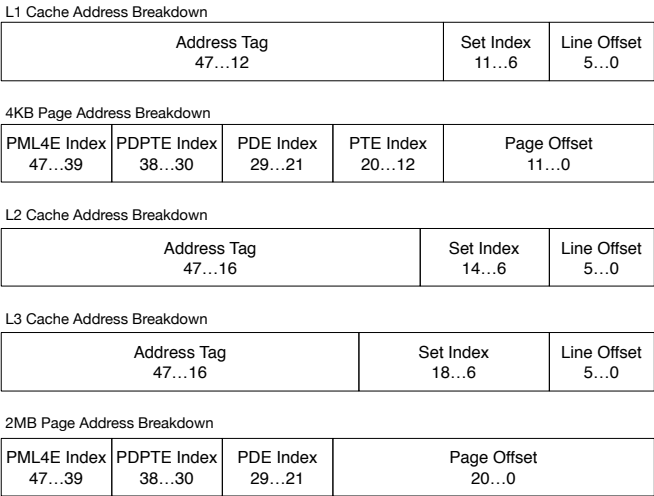 L1 Cache Address Breakdown
Address Tag Set Index Line Offset
47…12 11…6 5…0
4KB Page Address Breakdown
PML4E Index PDPTE Index PDE Index PTE Index Page Offset
47…39 38…30 29…21 20…12 11…0
L2 Cache Address Breakdown
Address Tag Set Index Line Offset
47…16 14…6 5…0
L3 Cache Address Breakdown
Address Tag Set Index Line Offset
47…16 18…6 5…0
2MB Page Address Breakdown
PML4E Index PDPTE Index PDE Index Page Offset
47…39 38…30 29…21 20…0